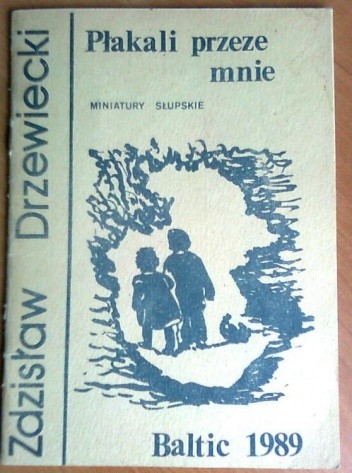 Zdzisław Drzewiecki
Płakali przeze
mnie
MINIATURY SŁUPSKIE
Baltic 1989